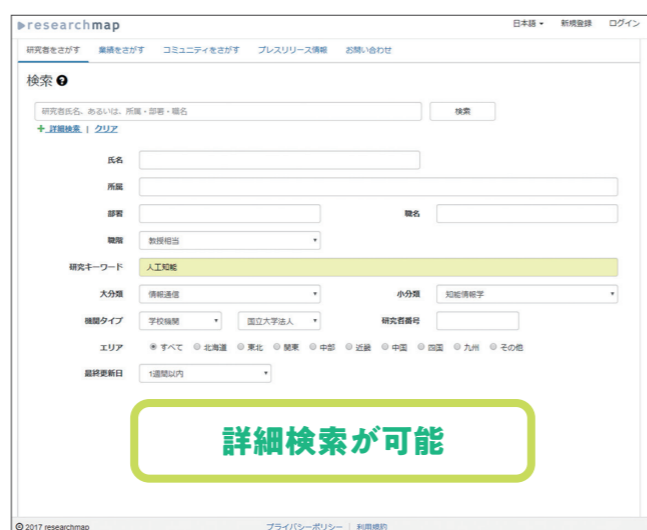 researchmap 日本語 新規登録 ログイン
研究者をさがす 業績をさがす コミュニティをさがす プレスリリース情報 お問い合わせ
検索
研究者氏名、あるいは、所属・部署・職名 検索
詳細検索 | クリア
氏名
所属
部署 職名
職階 教授相当
研究キーワード 人工知能
大分類 情報通信 小分類 知能情報学
機関タイプ 学校機関 国立大学法人 研究者番号
エリア すべて 北海道 東北 関東 中部 近畿 中国 四国 九州 その他
最終更新日 1週間以内
詳細検索が可能
© 2017 researchmap プライバシーポリシー | 利用規約